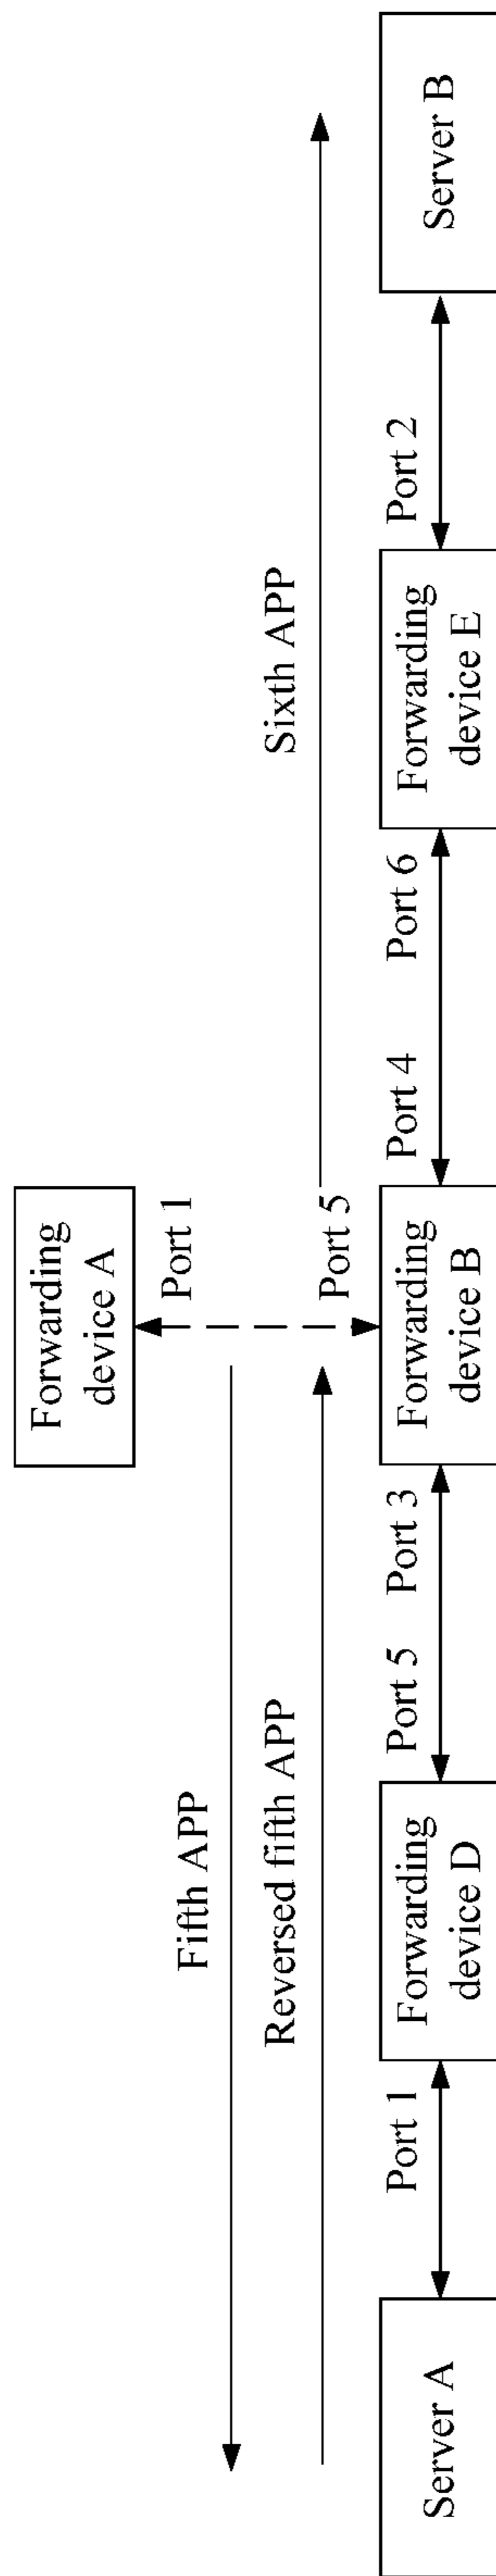 Forwarding
device A
Port 1
Fifth APP
Reversed fifth APP
Port 5
Sixth APP
Server A
Port 1
Forwarding
device D
Port 5
Port 3
Forwarding
device B
Port 4
Port 6
Forwarding
device E
Port 2
Server B